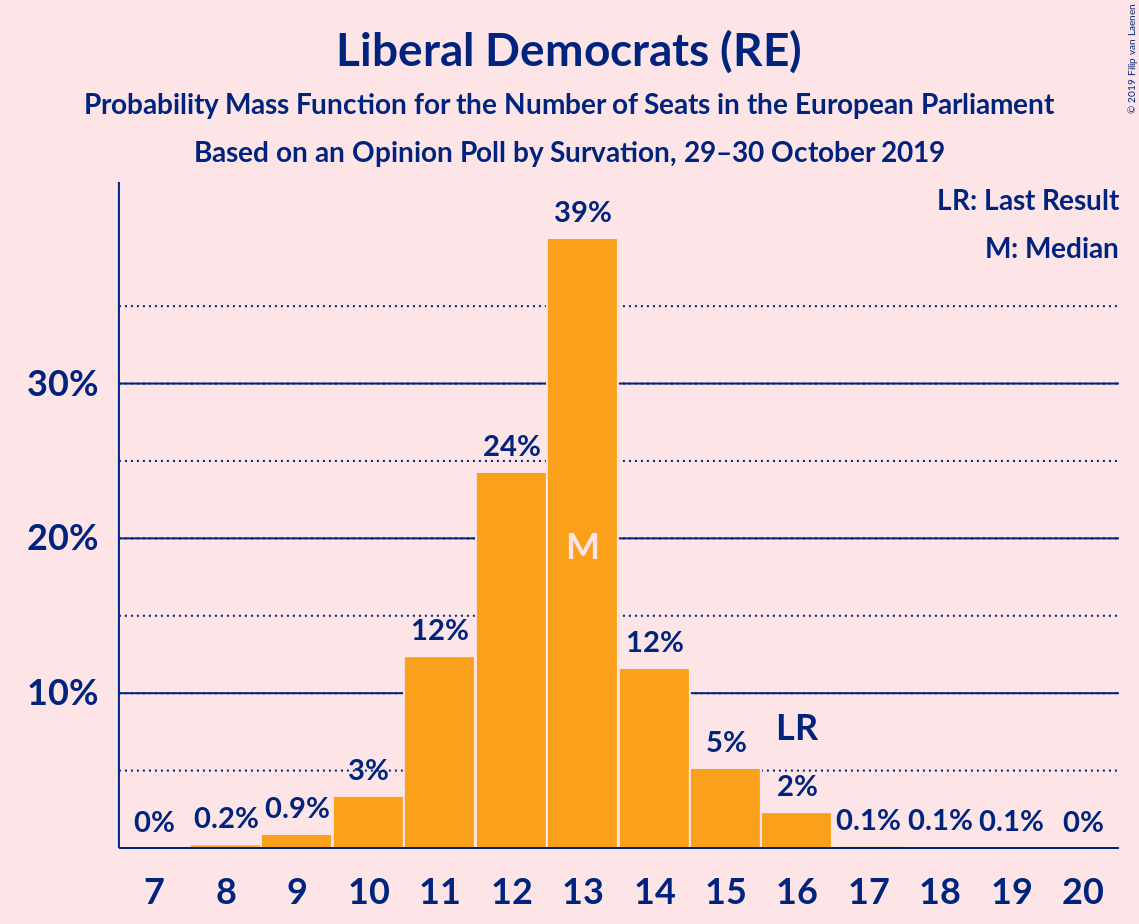 Liberal Democrats (RE)
Probability Mass Function for the Number of Seats in the European Parliament
Based on an Opinion Poll by Survation, 29–30 October 2019
© 2019 Filip van Laenen
LR: Last Result
M: Median
39%
30%
24%
20%
M
12%
12%
10%
LR
5%
3%
2%
0.9%
0%
0.2%
0.1%
0.1%
0.1%
0%
7 8 9 10 11 12 13 14 15 16 17 18 19 20